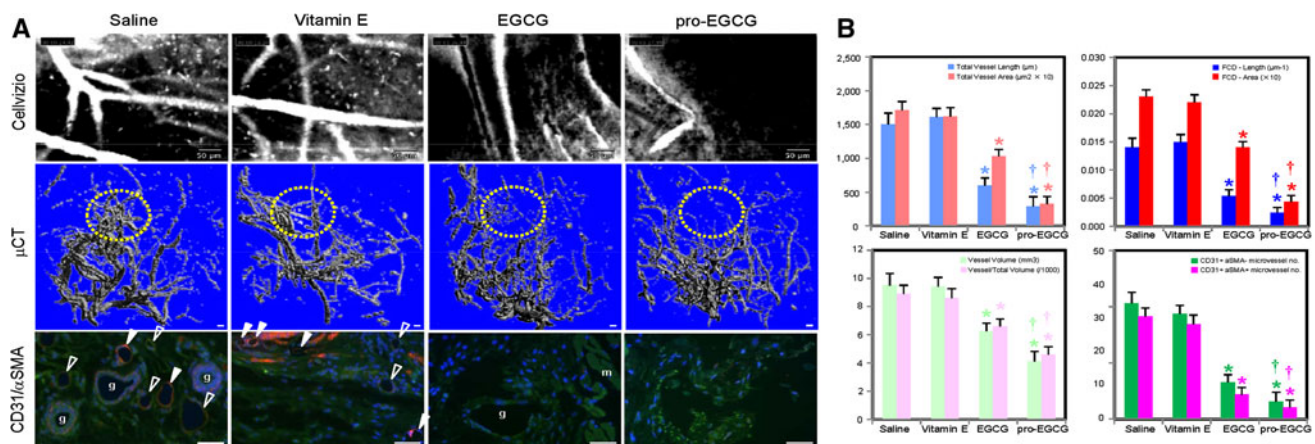 Saline Vitamin E EGCG pro-EGCG
A
Cellvizio
50 µm 50 µm 50 µm 50 µm
µCT
CD31/αSMA
g g g g m
B
Total Vessel Length (µm)
Total Vessel Area (µm2 × 10)
2,500
2,000
1,500
1,000
500
0
Saline Vitamin E EGCG pro-EGCG
* * † † * *
FCD - Length (µm-1)
FCD - Area (×10)
0.030
0.025
0.020
0.015
0.010
0.005
0.000
Saline Vitamin E EGCG pro-EGCG
* * † † * *
Vessel Volume (mm3)
Vessel/Total Volume (/1000)
12
10
8
6
4
2
0
Saline Vitamin E EGCG pro-EGCG
* * † † * *
CD31+ aSMA- microvessel no.
CD31+ aSMA+ microvessel no.
50
40
30
20
10
0
Saline Vitamin E EGCG pro-EGCG
* * † † * *